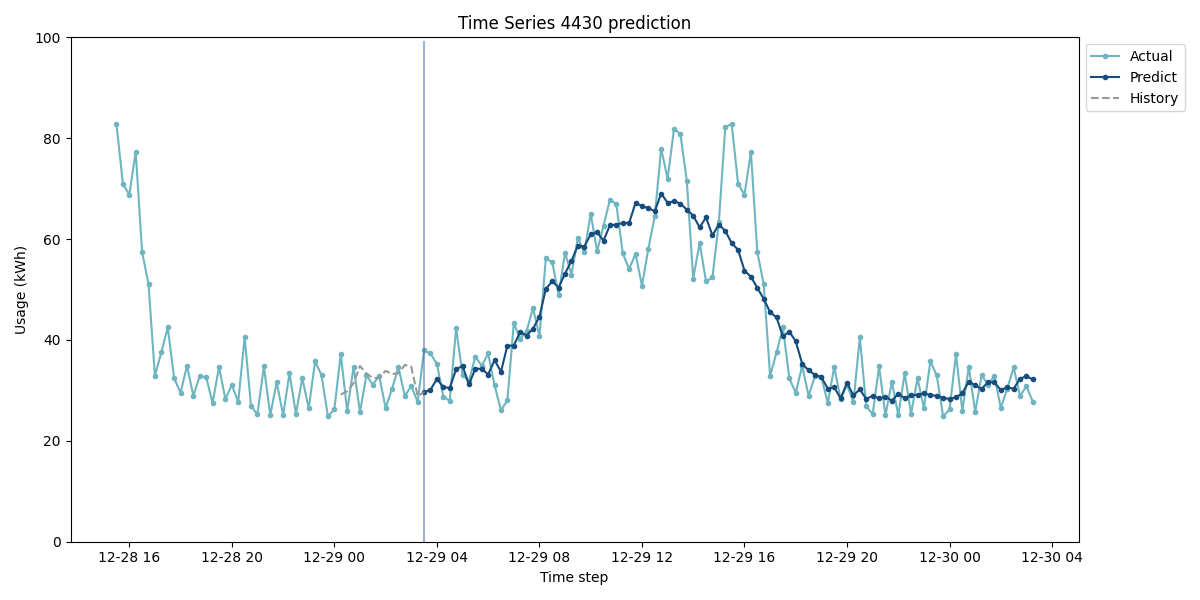 Time Series 4430 prediction
100
80
60
40
20
0
Usage (kWh)
12-28 16
12-28 20
12-29 00
12-29 04
12-29 08
12-29 12
12-29 16
12-29 20
12-30 00
12-30 04
Time step
Actual
Predict
History